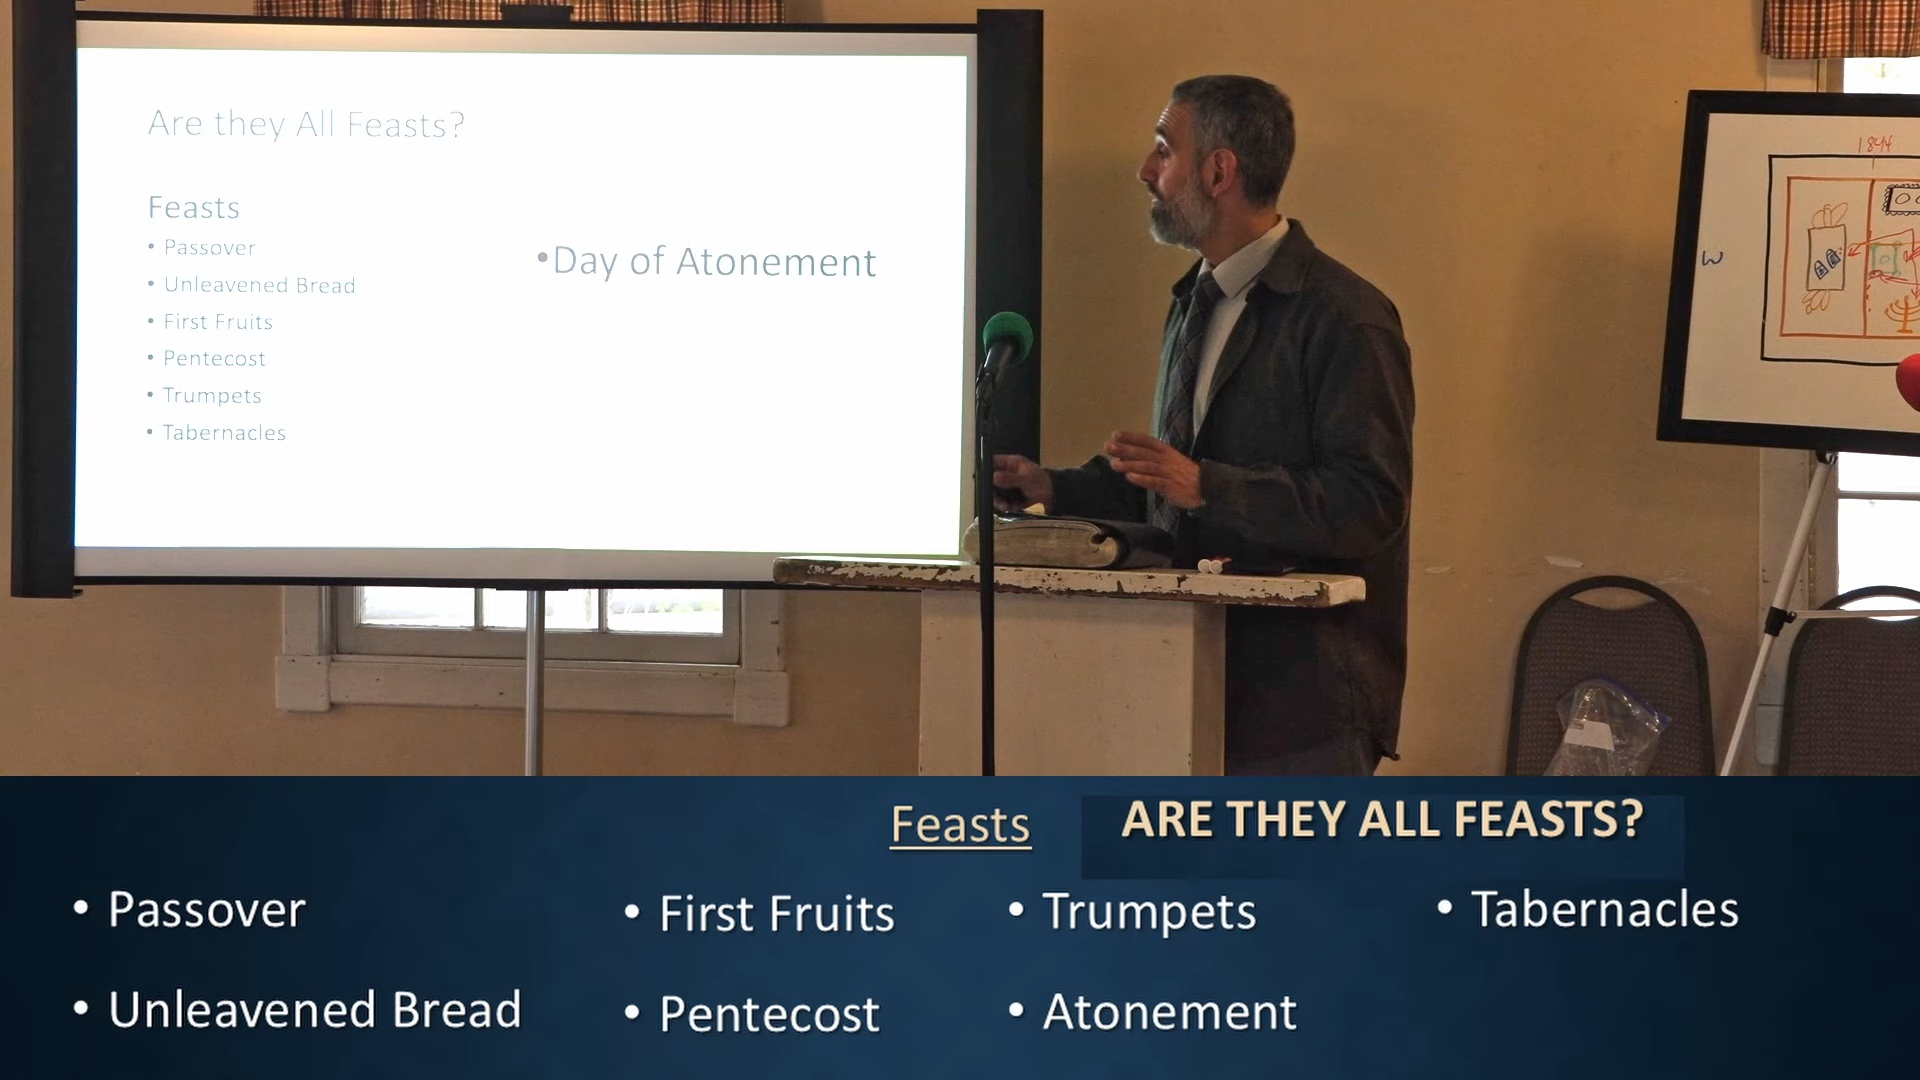 Are they All Feasts?
Feasts
• Passover
• Unleavened Bread
• First Fruits
• Pentecost
• Trumpets
• Tabernacles
•Day of Atonement
1844
W
Feasts
ARE THEY ALL FEASTS?
• Passover
• Unleavened Bread
• First Fruits
• Pentecost
• Trumpets
• Atonement
• Tabernacles